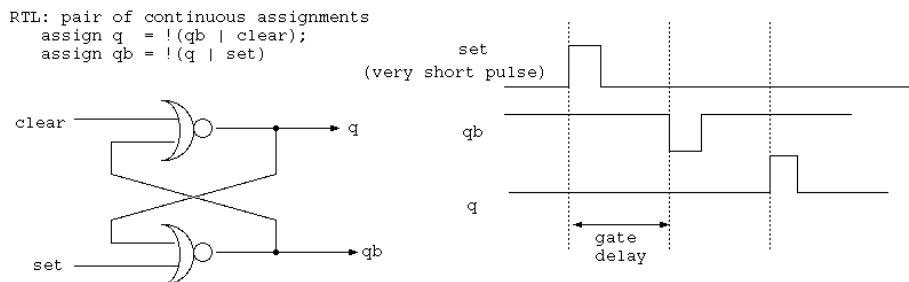 RTL: pair of continuous assignments
assign q = !(qb | clear);
assign qb = !(q | set)
clear
q
set
qb
set
(very short pulse)
qb
q
gate
delay